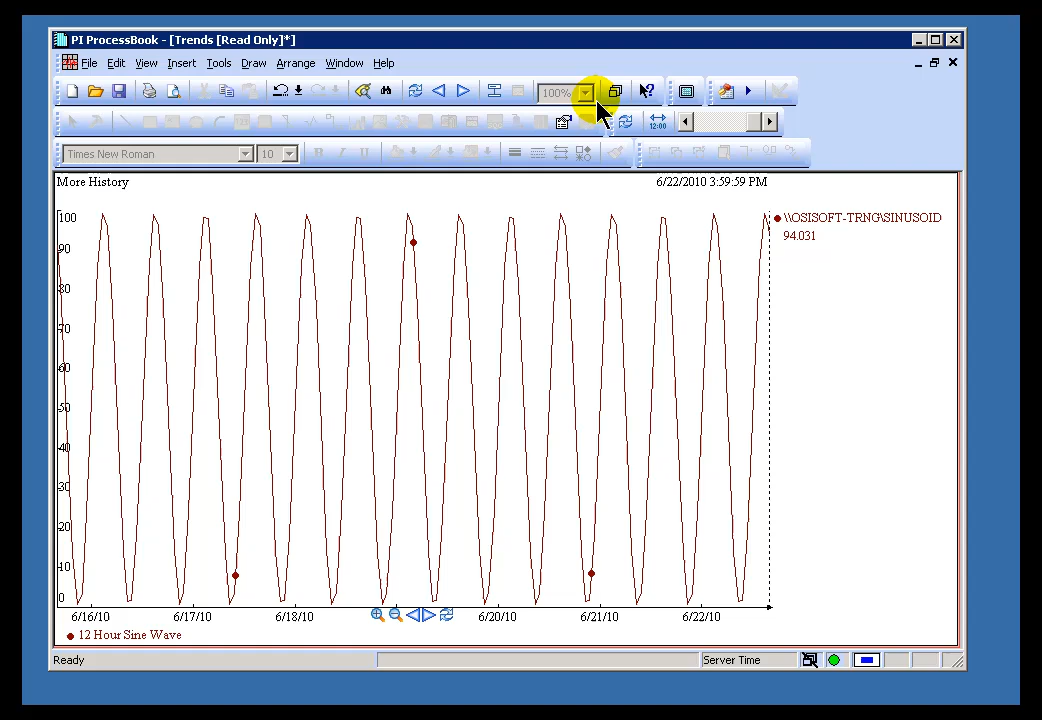 PI ProcessBook - [Trends [Read Only]*]
File Edit View Insert Tools Draw Arrange Window Help
100%
12:00
Times New Roman 10 B I U
More History 6/22/2010 3:59:59 PM
100
90
80
70
60
50
40
30
20
10
0
\\OSISOFT-TRNG\SINUSOID
94.031
6/16/10 6/17/10 6/18/10 6/20/10 6/21/10 6/22/10
12 Hour Sine Wave
Ready Server Time